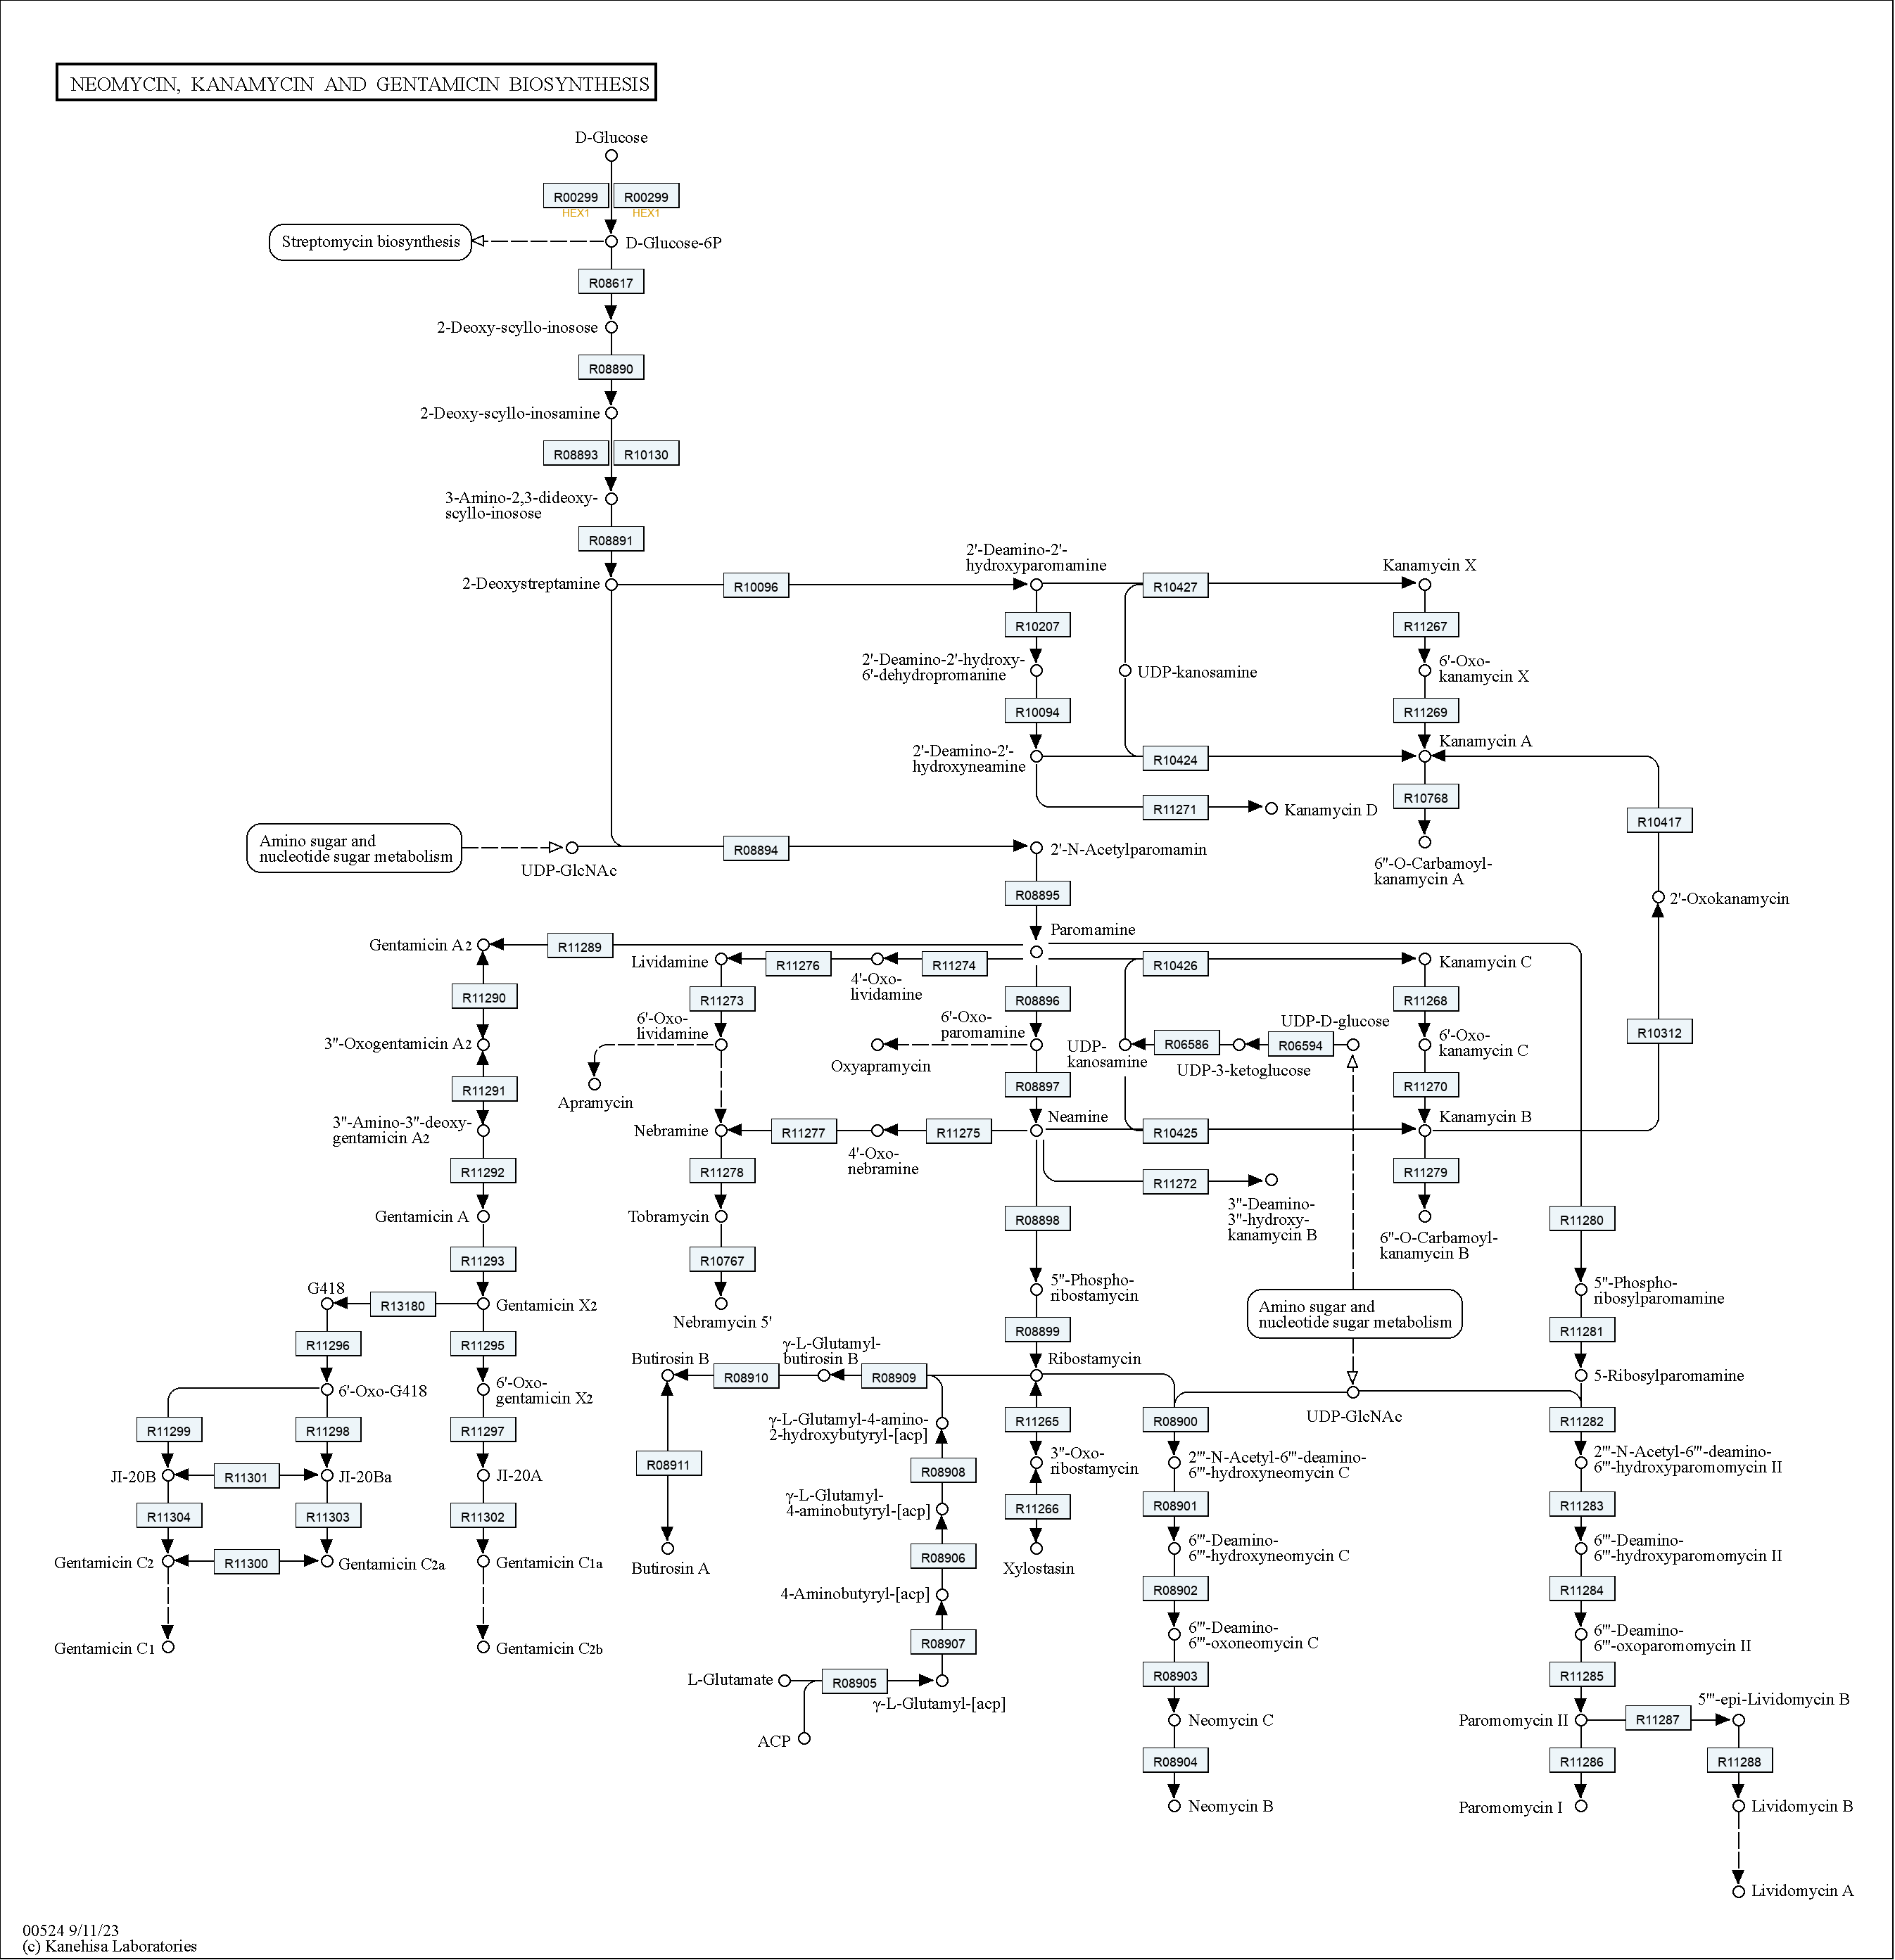 NEOMYCIN, KANAMYCIN AND GENTAMICIN BIOSYNTHESIS
D-Glucose
R00299
R00299
HEX1
HEX1
Streptomycin biosynthesis
D-Glucose-6P
R08617
2-Deoxy-scyllo-inosose
R08890
2-Deoxy-scyllo-inosamine
R08893
R10130
3-Amino-2,3-dideoxy-
scyllo-inosose
R08891
2-Deoxystreptamine
R10096
2'-Deamino-2'-
hydroxyparomamine
R10427
Kanamycin X
R10207
R11267
2'-Deamino-2'-hydroxy-
6'-dehydropromanine
UDP-kanosamine
6'-Oxo-
kanamycin X
R10094
R11269
2'-Deamino-2'-
hydroxyneamine
R10424
Kanamycin A
R11271
Kanamycin D
R10768
R10417
Amino sugar and
nucleotide sugar metabolism
UDP-GlcNAc
R08894
2'-N-Acetylparomamin
6''-O-Carbamoyl-
kanamycin A
R08895
2'-Oxokanamycin
Gentamicin A2
R11289
Paromamine
Lividamine
R11276
4'-Oxo-
lividamine
R11274
R10426
Kanamycin C
R11290
R11273
R08896
R11268
3''-Oxogentamicin A2
6'-Oxo-
lividamine
6'-Oxo-
paromamine
Oxyapramycin
UDP-
kanosamine
R06586
UDP-3-ketoglucose
R06594
UDP-D-glucose
6'-Oxo-
kanamycin C
R10312
R11291
Apramycin
R08897
R11270
3''-Amino-3''-deoxy-
gentamicin A2
Nebramine
R11277
4'-Oxo-
nebramine
R11275
Neamine
R10425
Kanamycin B
R11292
R11278
R11272
3''-Deamino-
3''-hydroxy-
kanamycin B
R11279
Gentamicin A
Tobramycin
R08898
6''-O-Carbamoyl-
kanamycin B
R11280
R11293
R10767
G418
R13180
Gentamicin X2
Nebramycin 5'
5''-Phospho-
ribostamycin
Amino sugar and
nucleotide sugar metabolism
5''-Phospho-
ribosylparomamine
R11296
R11295
R08899
R11281
Butirosin B
R08910
γ-L-Glutamyl-
butirosin B
R08909
Ribostamycin
5-Ribosylparomamine
6'-Oxo-G418
6'-Oxo-
gentamicin X2
UDP-GlcNAc
R11299
R11298
R11297
γ-L-Glutamyl-4-amino-
2-hydroxybutyryl-[acp]
R11265
R08900
R11282
JI-20B
R11301
JI-20Ba
JI-20A
R08911
R08908
3''-Oxo-
ribostamycin
2'''-N-Acetyl-6'''-deamino-
6'''-hydroxyneomycin C
2'''-N-Acetyl-6'''-deamino-
6'''-hydroxyparomomycin II
R11304
R11303
R11302
γ-L-Glutamyl-
4-aminobutyryl-[acp]
R11266
R08901
R11283
Gentamicin C2
R11300
Gentamicin C2a
Gentamicin C1a
Butirosin A
R08906
Xylostasin
6'''-Deamino-
6'''-hydroxyneomycin C
6'''-Deamino-
6'''-hydroxyparomomycin II
4-Aminobutyryl-[acp]
R08902
R11284
Gentamicin C1
Gentamicin C2b
R08907
6'''-Deamino-
6'''-oxoneomycin C
6'''-Deamino-
6'''-oxoparomomycin II
L-Glutamate
R08905
γ-L-Glutamyl-[acp]
R08903
R11285
ACP
Neomycin C
Paromomycin II
R11287
5'''-epi-Lividomycin B
R08904
R11286
R11288
Neomycin B
Paromomycin I
Lividomycin B
Lividomycin A
00524 9/11/23
(c) Kanehisa Laboratories